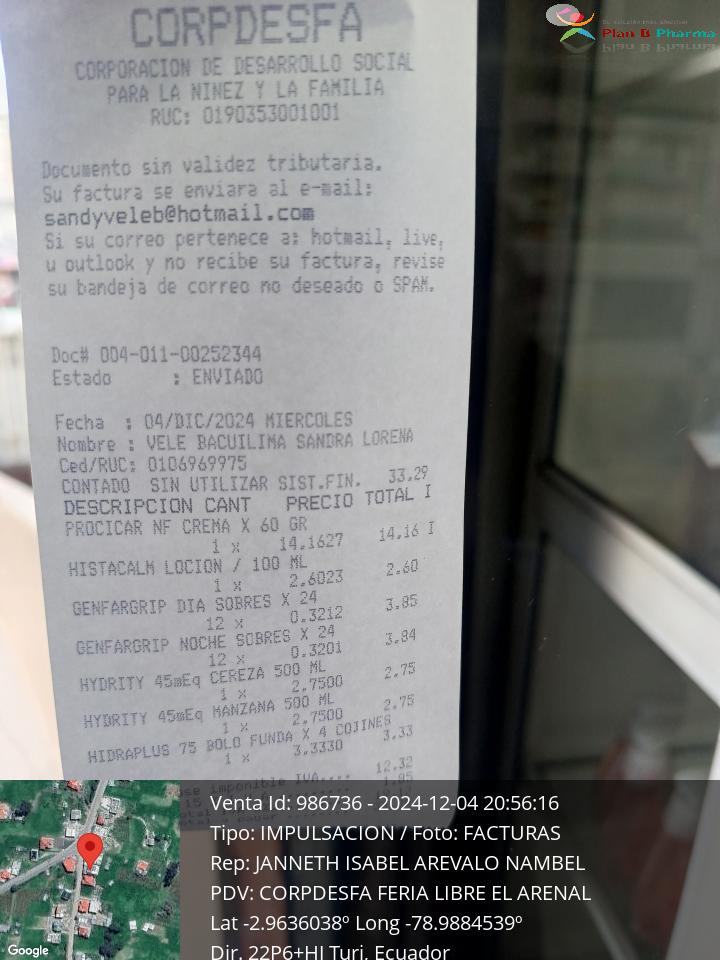 CORPDESFA
CORPORACION DE DESARROLLO SOCIAL
PARA LA NINEZ Y LA FAMILIA
RUC: 0190353001001
Documento sin validez tributaria.
Su factura se enviara al e-mail:
sandyveleb@hotmail.com
Si su correo pertenece a: hotmail, live,
u outlook y no recibe su factura, revise
su bandeja de correo no deseado o SPAM.
Doc# 004-011-00252344
Estado : ENVIADO
Fecha : 04/DIC/2024 MIERCOLES
Nombre : VELE BACUILIMA SANDRA LORENA
Ced/RUC: 0106969975
CONTADO SIN UTILIZAR SIST.FIN. 33.29
DESCRIPCION CANT PRECIO TOTAL I
PROCICAR NF CREMA X 60 GR
1 x 14.1627 14.16 I
HISTACALM LOCION / 100 ML
1 x 2.6023 2.60
GENFARGRIP DIA SOBRES X 24
12 x 0.3212 3.85
GENFARGRIP NOCHE SOBRES X 24
12 x 0.3201 3.84
HYDRITY 45mEq CEREZA 500 ML
1 x 2.7500 2.75
HYDRITY 45mEq MANZANA 500 ML
1 x 2.7500 2.75
HIDRAPLUS 75 BOLO FUNDA X 4 COJINES
1 x 3.3330 3.33
imponible IVA.... 12.32
Plan B Pharma
Venta Id: 986736 - 2024-12-04 20:56:16
Tipo: IMPULSACION / Foto: FACTURAS
Rep: JANNETH ISABEL AREVALO NAMBEL
PDV: CORPDESFA FERIA LIBRE EL ARENAL
Lat -2.9636038º Long -78.9884539º
Dir. 22P6+HJ Turi, Ecuador
Google